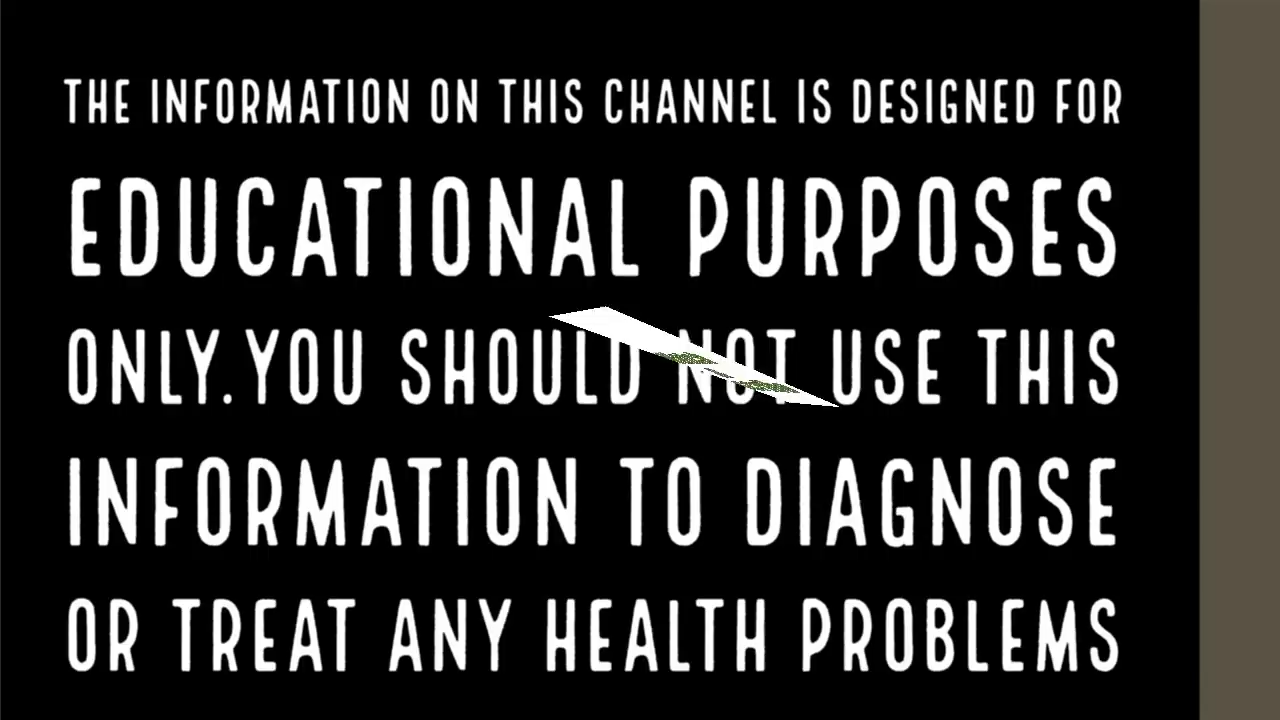 THE INFORMATION ON THIS CHANNEL IS DESIGNED FOR
EDUCATIONAL PURPOSES
ONLY.YOU SHOULD NOT USE THIS
INFORMATION TO DIAGNOSE
OR TREAT ANY HEALTH PROBLEMS